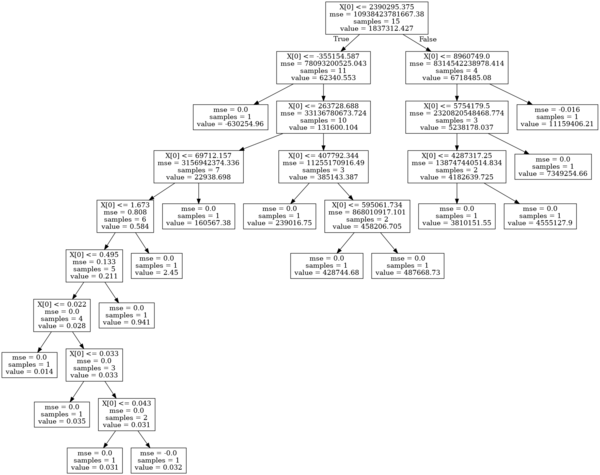 X[0] <= 2390295.375
mse = 10938423781667.38
samples = 15
value = 1837312.427
True
False
X[0] <= -355154.587
mse = 78093200525.043
samples = 11
value = 62340.553
X[0] <= 8960749.0
mse = 8314542238978.414
samples = 4
value = 6718485.08
mse = 0.0
samples = 1
value = -630254.96
X[0] <= 263728.688
mse = 33136780673.724
samples = 10
value = 131600.104
X[0] <= 5754179.5
mse = 2320820548468.774
samples = 3
value = 5238178.037
mse = -0.016
samples = 1
value = 11159406.21
X[0] <= 69712.157
mse = 3156942374.336
samples = 7
value = 22938.698
X[0] <= 407792.344
mse = 11255170916.49
samples = 3
value = 385143.387
X[0] <= 4287317.25
mse = 138747440514.834
samples = 2
value = 4182639.725
mse = 0.0
samples = 1
value = 7349254.66
X[0] <= 1.673
mse = 0.808
samples = 6
value = 0.584
mse = 0.0
samples = 1
value = 160567.38
mse = 0.0
samples = 1
value = 239016.75
X[0] <= 595061.734
mse = 868010917.101
samples = 2
value = 458206.705
mse = 0.0
samples = 1
value = 3810151.55
mse = 0.0
samples = 1
value = 4555127.9
X[0] <= 0.495
mse = 0.133
samples = 5
value = 0.211
mse = 0.0
samples = 1
value = 2.45
mse = 0.0
samples = 1
value = 428744.68
mse = 0.0
samples = 1
value = 487668.73
X[0] <= 0.022
mse = 0.0
samples = 4
value = 0.028
mse = 0.0
samples = 1
value = 0.941
mse = 0.0
samples = 1
value = 0.014
X[0] <= 0.033
mse = 0.0
samples = 3
value = 0.033
mse = 0.0
samples = 1
value = 0.035
X[0] <= 0.043
mse = 0.0
samples = 2
value = 0.031
mse = 0.0
samples = 1
value = 0.031
mse = -0.0
samples = 1
value = 0.032